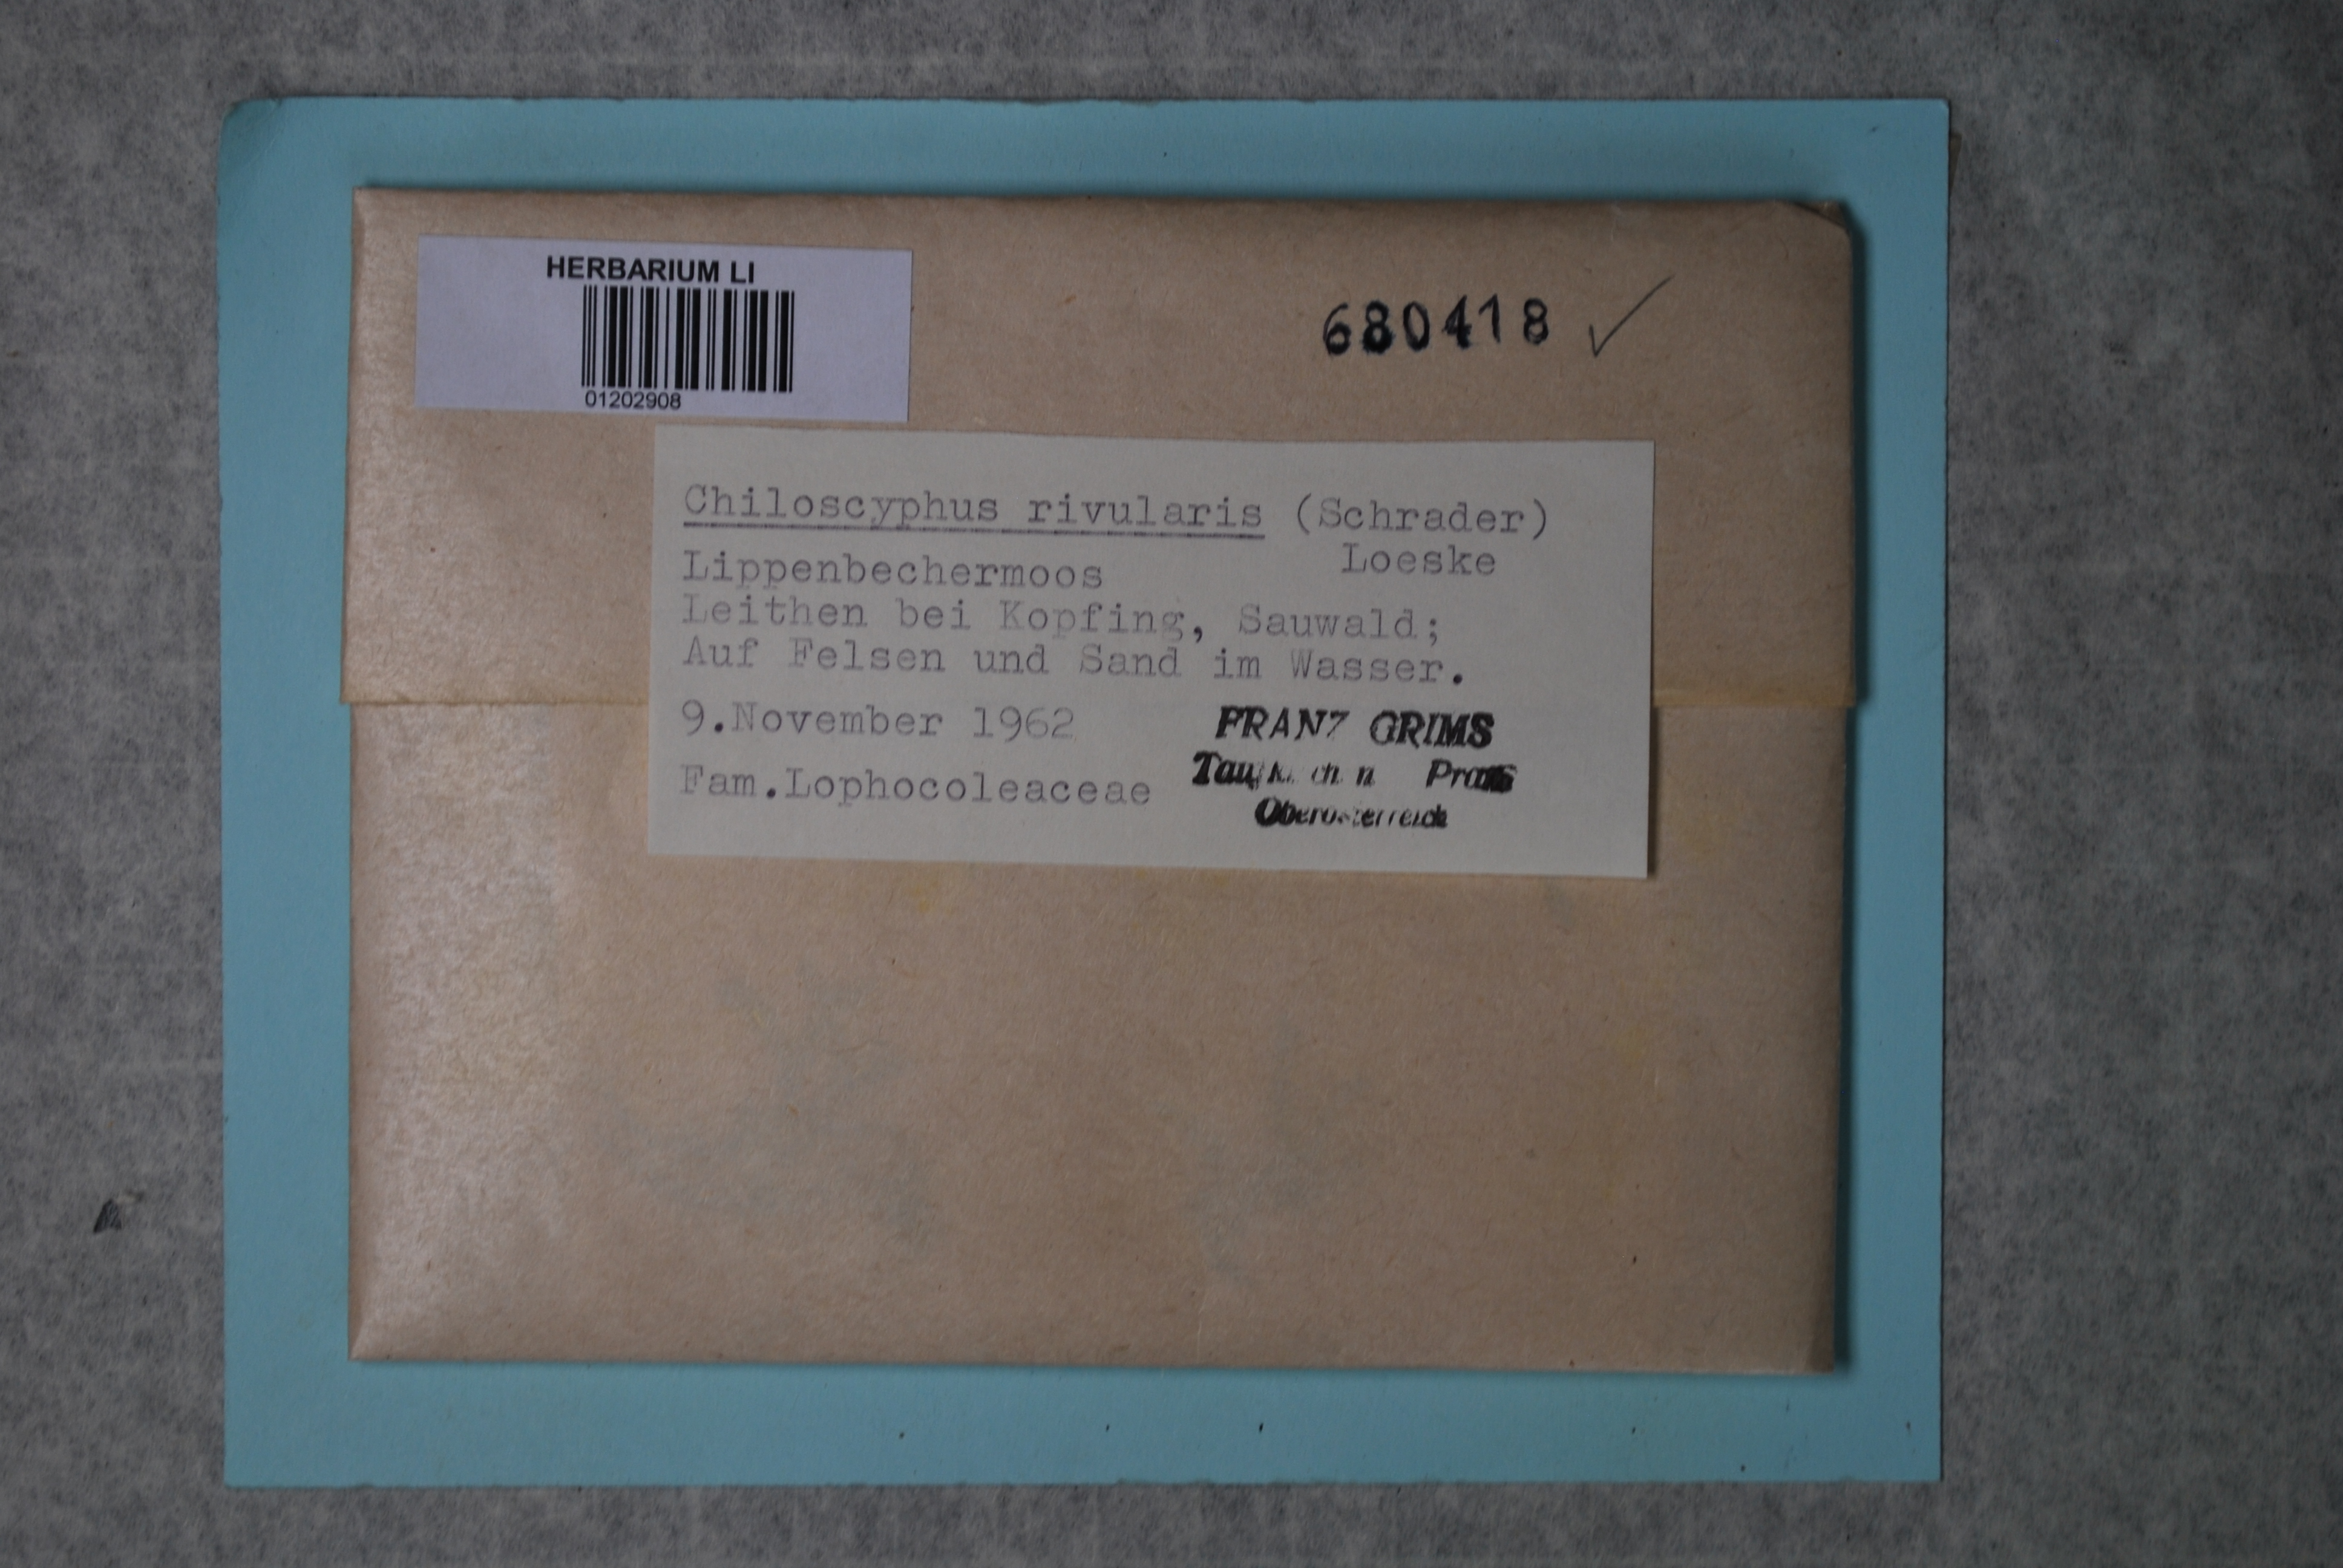 HERBARIUM LI
01202908
680418 ✓
Chiloscyphus rivularis (Schrader)
Loeske
Lippenbechermoos
Leithen bei Kopfing, Sauwald;
Auf Felsen und Sand im Wasser.
9.November 1962
FRANZ GRIMS
Fam.Lophocoleaceae
Oberösterreich